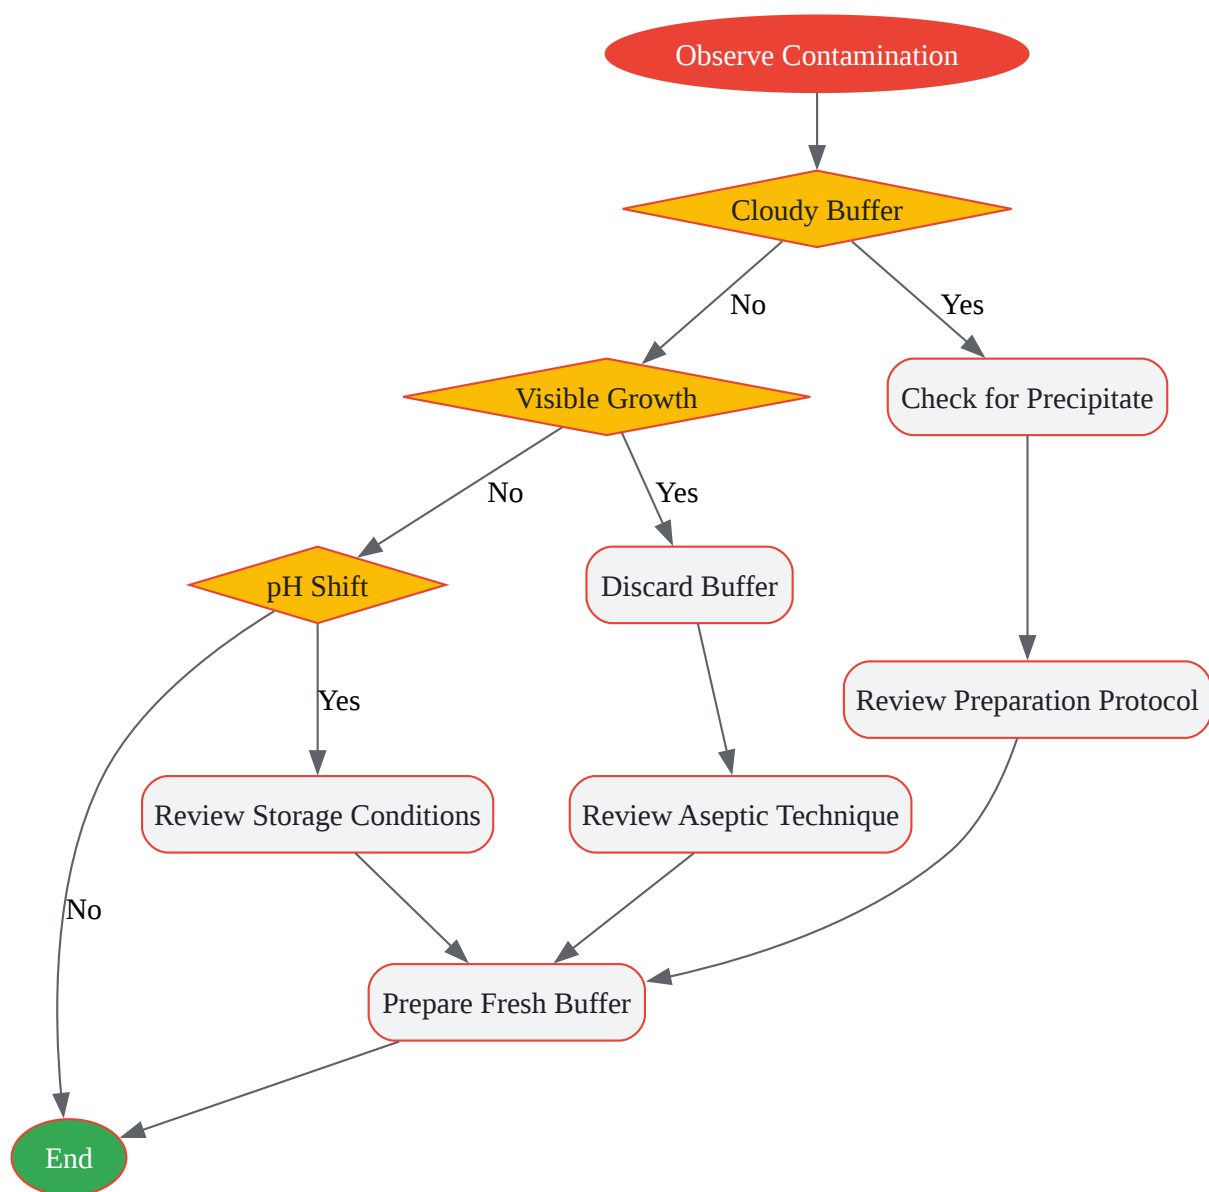 Observe Contamination
Cloudy Buffer
No
Yes
Visible Growth
Check for Precipitate
No
Yes
pH Shift
Discard Buffer
Yes
Review Preparation Protocol
Review Storage Conditions
Review Aseptic Technique
No
Prepare Fresh Buffer
End